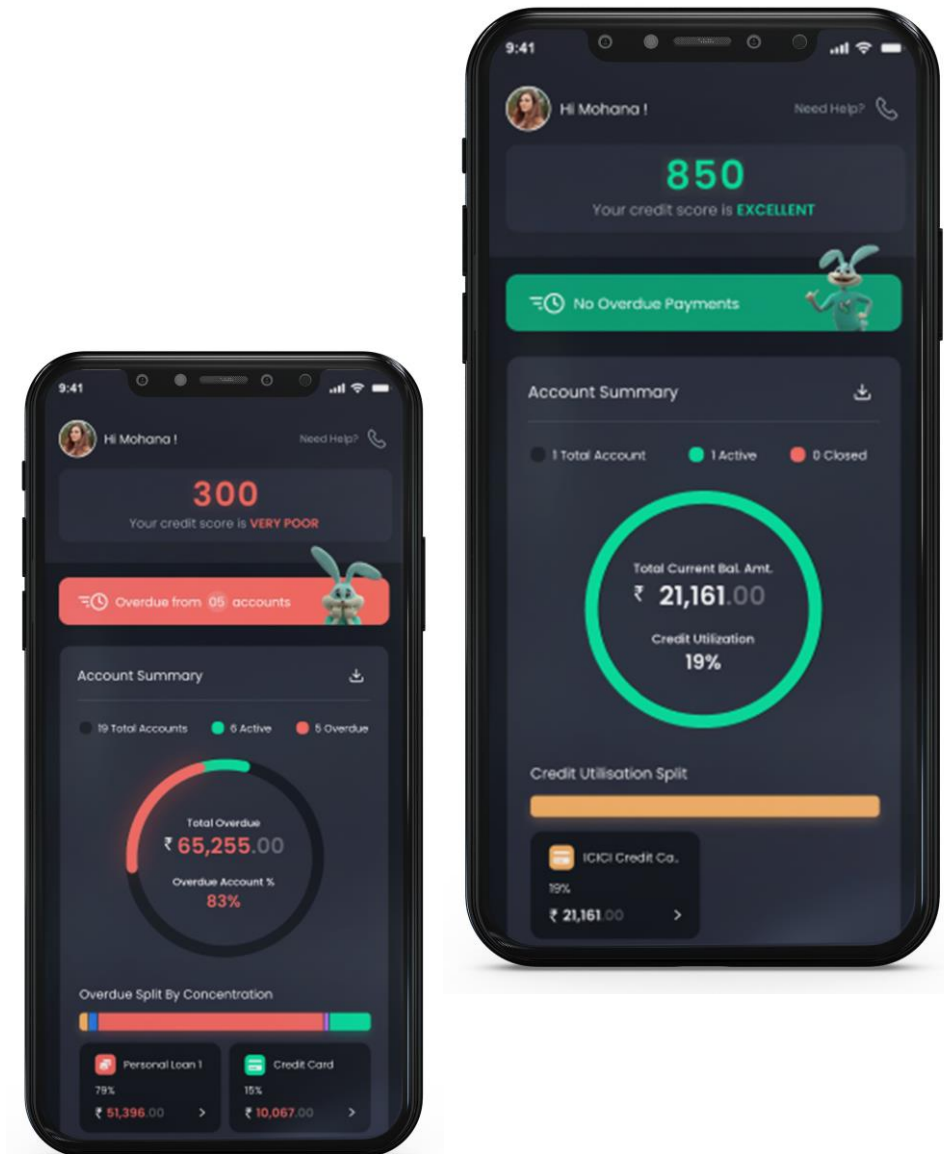 9:41
Hi Mohana !
Need Help?
300
Your credit score is VERY POOR
Overdue from 05 accounts
Account Summary
19 Total Accounts
6 Active
5 Overdue
Total Overdue
₹ 65,255.00
Overdue Account %
83%
Overdue Split By Concentration
Personal Loan 1
79%
₹ 51,396.00
Credit Card
15%
₹ 10,067.00
9:41
Hi Mohana !
Need Help?
850
Your credit score is EXCELLENT
No Overdue Payments
Account Summary
1 Total Account
1 Active
0 Closed
Total Current Bal. Amt.
₹ 21,161.00
Credit Utilization
19%
Credit Utilisation Split
ICICI Credit Ca..
19%
₹ 21,161.00